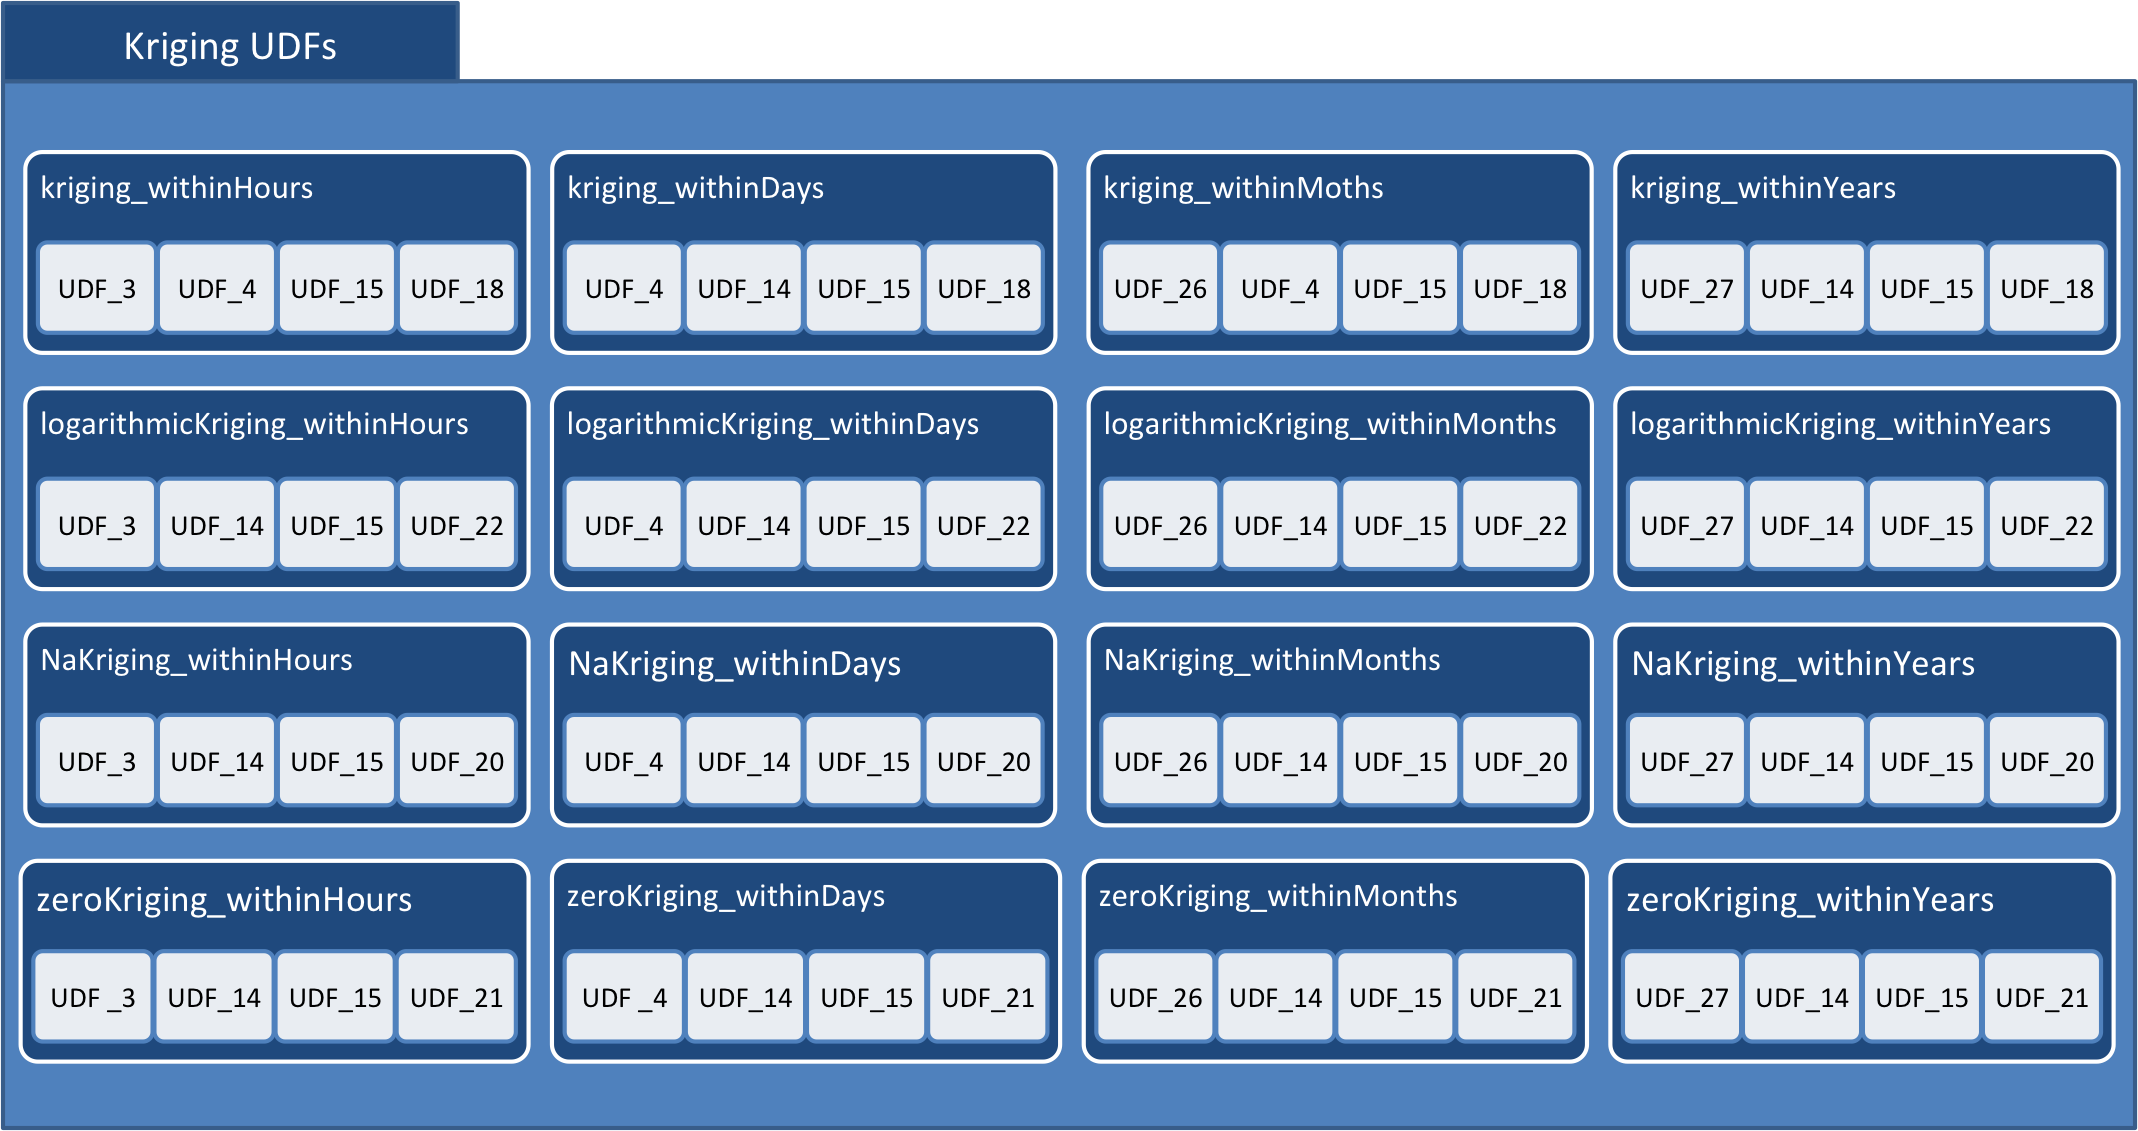 Kriging UDFs
kriging_withinHours
UDF_3 UDF_4 UDF_15 UDF_18
kriging_withinDays
UDF_4 UDF_14 UDF_15 UDF_18
kriging_withinMoths
UDF_26 UDF_4 UDF_15 UDF_18
kriging_withinYears
UDF_27 UDF_14 UDF_15 UDF_18
logarithmicKriging_withinHours
UDF_3 UDF_14 UDF_15 UDF_22
logarithmicKriging_withinDays
UDF_4 UDF_14 UDF_15 UDF_22
logarithmicKriging_withinMonths
UDF_26 UDF_14 UDF_15 UDF_22
logarithmicKriging_withinYears
UDF_27 UDF_14 UDF_15 UDF_22
NaKriging_withinHours
UDF_3 UDF_14 UDF_15 UDF_20
NaKriging_withinDays
UDF_4 UDF_14 UDF_15 UDF_20
NaKriging_withinMonths
UDF_26 UDF_14 UDF_15 UDF_20
NaKriging_withinYears
UDF_27 UDF_14 UDF_15 UDF_20
zeroKriging_withinHours
UDF _3 UDF_14 UDF_15 UDF_21
zeroKriging_withinDays
UDF _4 UDF_14 UDF_15 UDF_21
zeroKriging_withinMonths
UDF_26 UDF_14 UDF_15 UDF_21
zeroKriging_withinYears
UDF_27 UDF_14 UDF_15 UDF_21